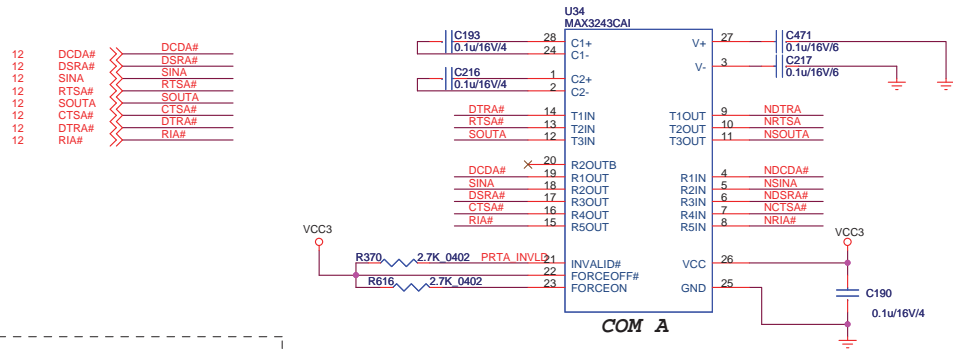 12 DCDA# DCDA#
12 DSRA# DSRA#
12 SINA SINA
12 RTSA# RTSA#
12 SOUTA SOUTA
12 CTSA# CTSA#
12 DTRA# DTRA#
12 RIA# RIA#
U34
MAX3243CAI
C193
0.1u/16V/4
28 C1+
24 C1-
C216
0.1u/16V/4
1 C2+
2 C2-
V+ 27
C471
0.1u/16V/6
V- 3
C217
0.1u/16V/6
DTRA# 14 T1IN T1OUT 9 NDTRA
RTSA# 13 T2IN T2OUT 10 NRTSA
SOUTA 12 T3IN T3OUT 11 NSOUTA
20 R2OUTB
DCDA# 19 R1OUT R1IN 4 NDCDA#
SINA 18 R2OUT R2IN 5 NSINA
DSRA# 17 R3OUT R3IN 6 NDSRA#
CTSA# 16 R4OUT R4IN 7 NCTSA#
RIA# 15 R5OUT R5IN 8 NRIA#
VCC3
R370 2.7K_0402 PRTA_INVLD 21 INVALID#
22 FORCEOFF#
R616 2.7K_0402 23 FORCEON
VCC 26
GND 25
VCC3
C190
0.1u/16V/4
COM A